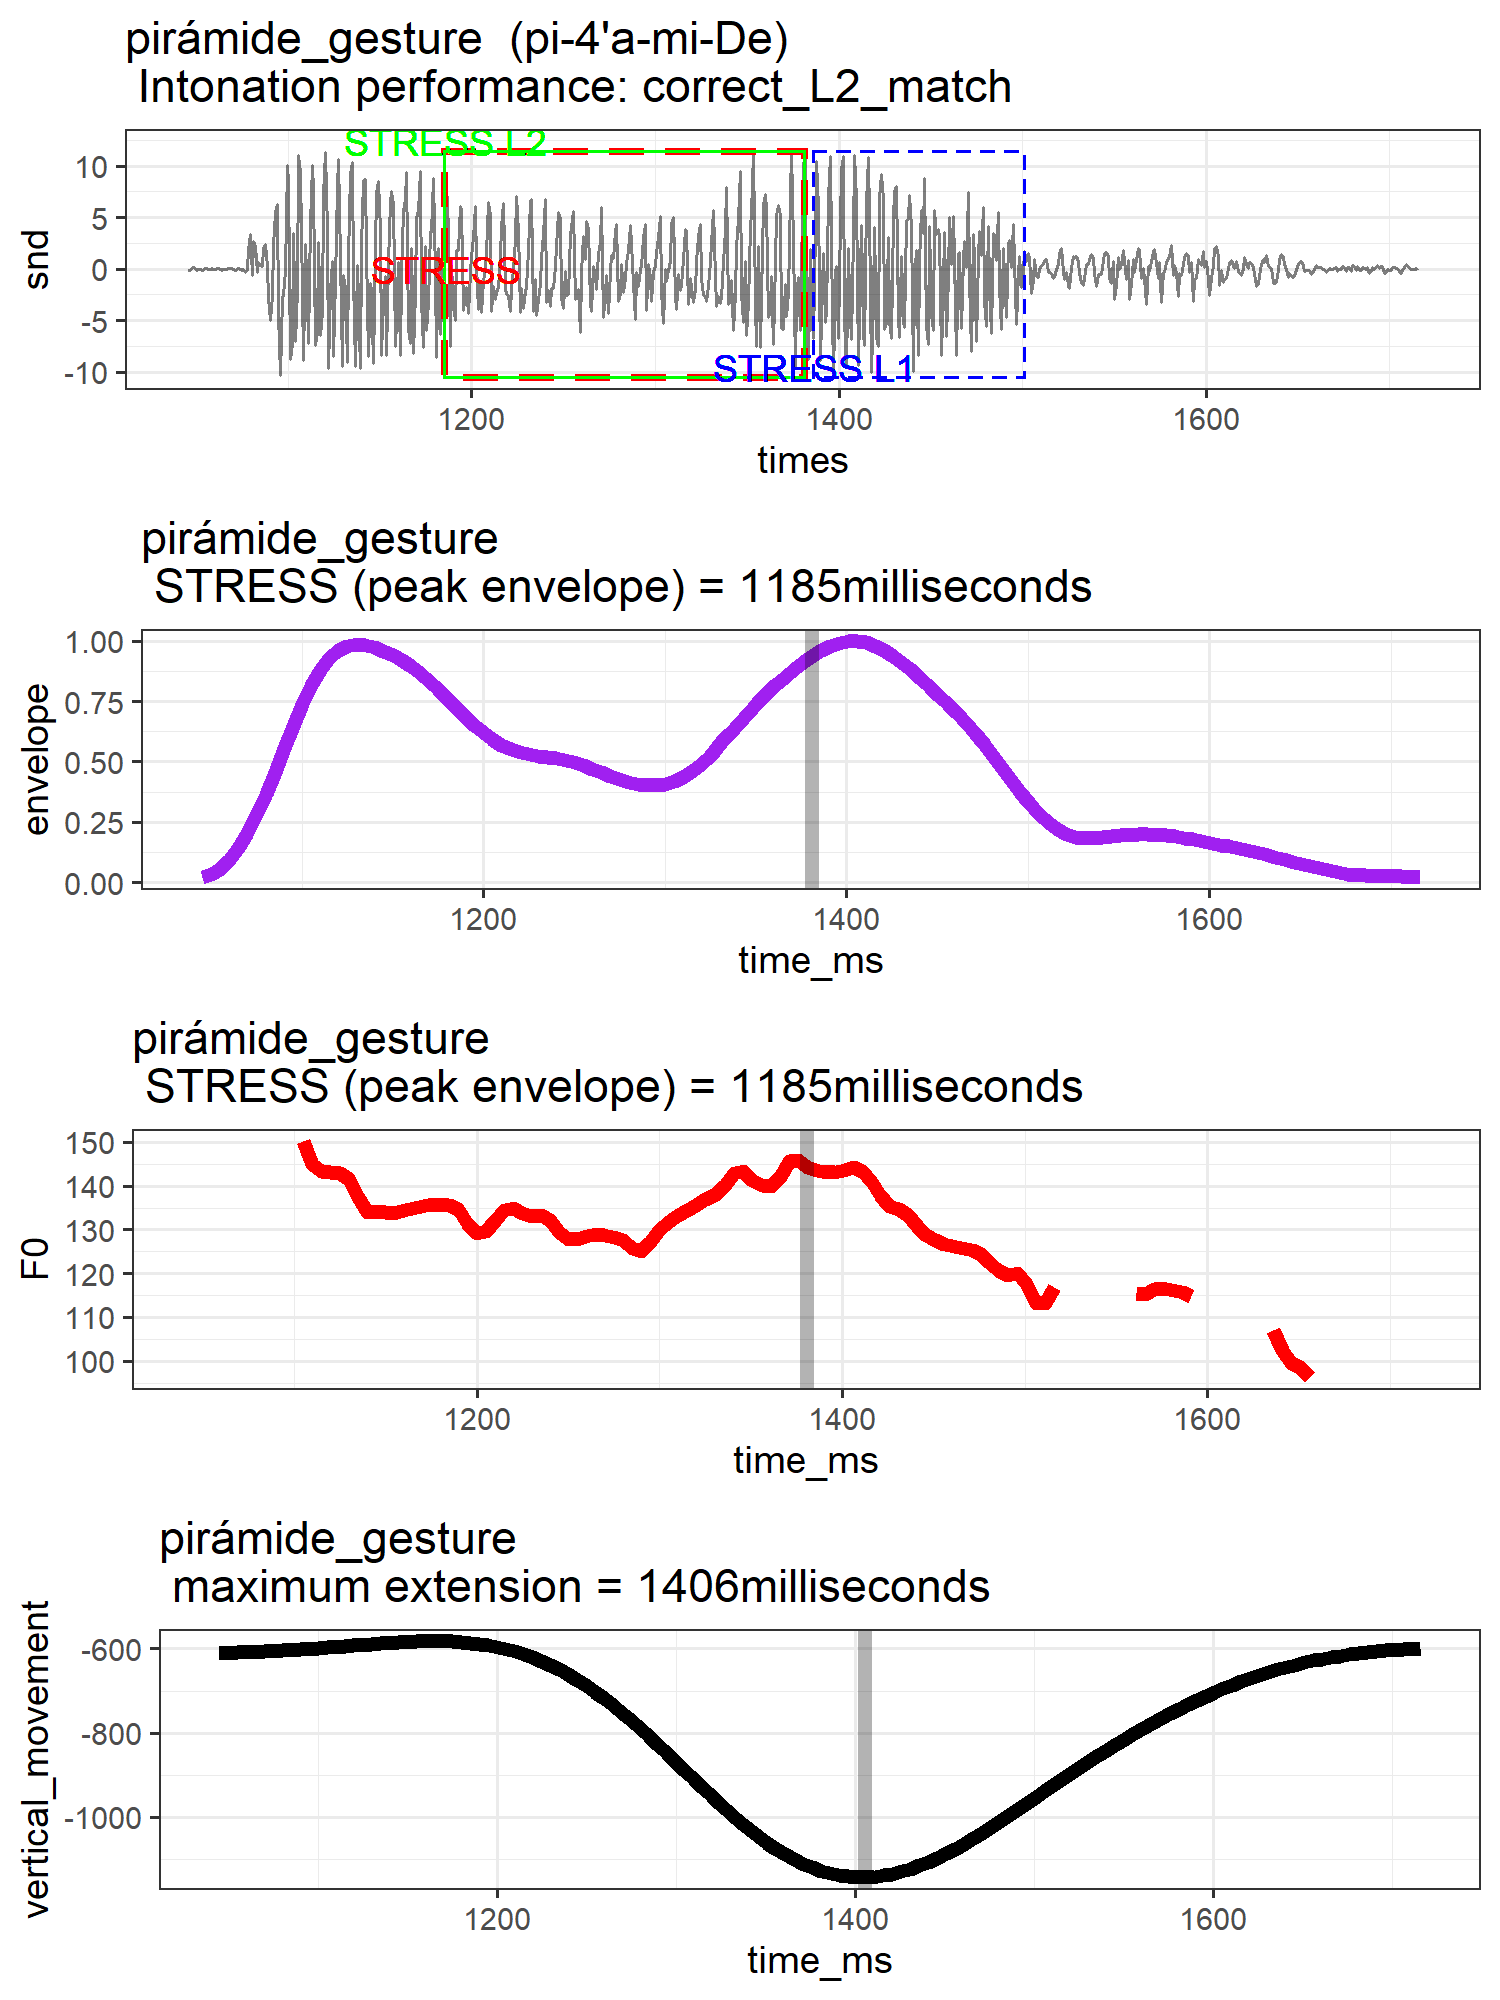 pirámide_gesture  (pi-4'a-mi-De)
Intonation performance: correct_L2_match
STRESS L2
STRESS
STRESS L1
snd
10
5
0
-5
-10
1200 1400 1600
times
pirámide_gesture
STRESS (peak envelope) = 1185milliseconds
envelope
1.00
0.75
0.50
0.25
0.00
1200 1400 1600
time_ms
pirámide_gesture
STRESS (peak envelope) = 1185milliseconds
F0
150
140
130
120
110
100
1200 1400 1600
time_ms
pirámide_gesture
maximum extension = 1406milliseconds
vertical_movement
-600
-800
-1000
1200 1400 1600
time_ms